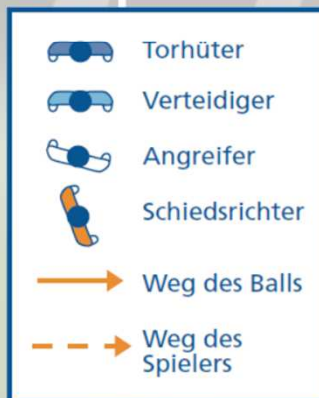 Torhüter
Verteidiger
Angreifer
Schiedsrichter
Weg des Balls
Weg des
Spielers